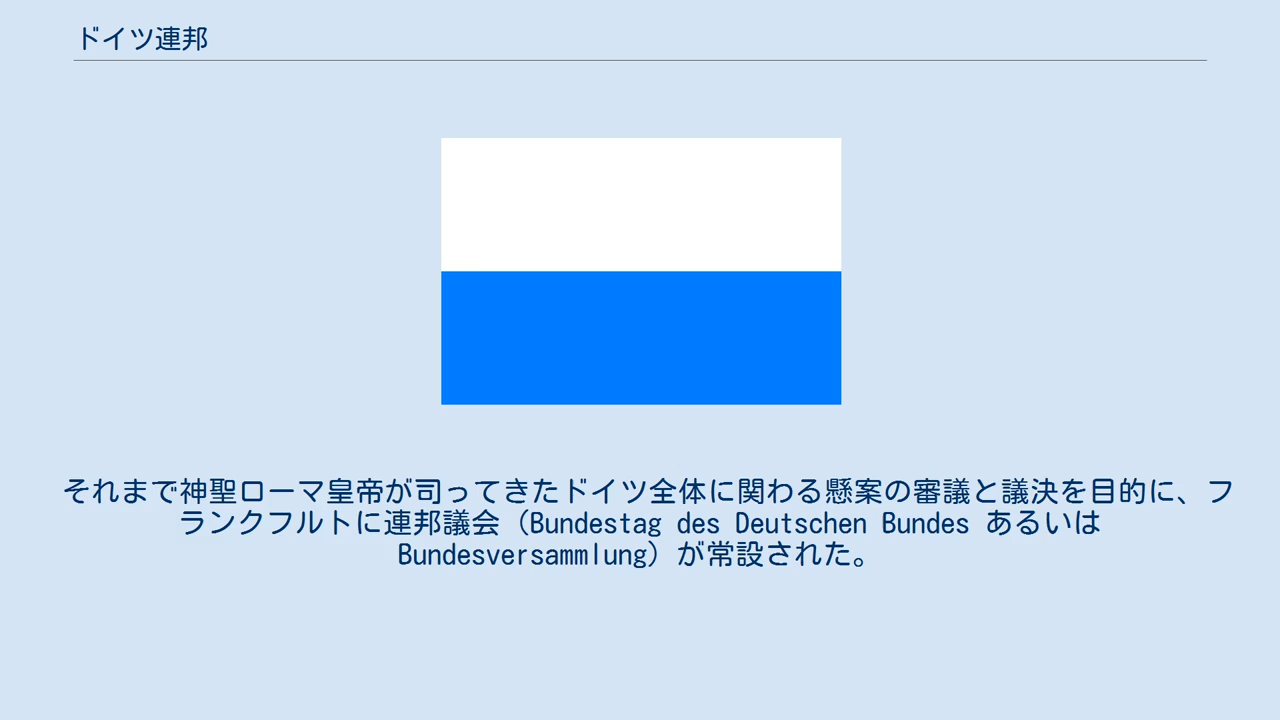 ドイツ連邦
それまで神聖ローマ皇帝が司ってきたドイツ全体に関わる懸案の審議と議決を目的に、フ
ランクフルトに連邦議会（Bundestag des Deutschen Bundes あるいは
Bundesversammlung）が常設された。